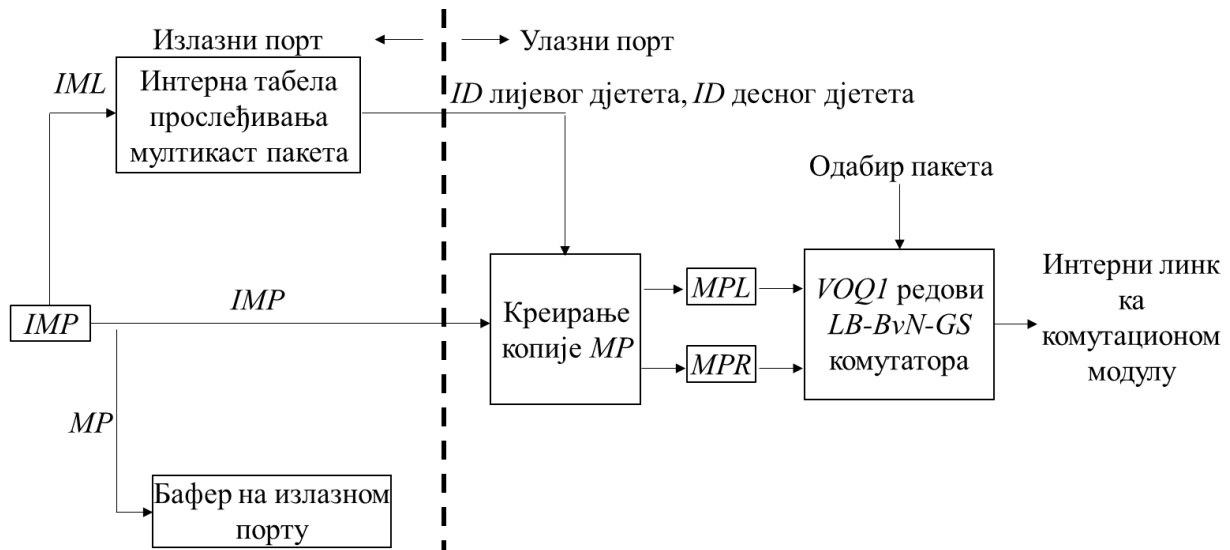 Излазни порт
Улазни порт
IML
Интерна табела
прослеђивања
мултикаст пакета
ID лијевог дјетета, ID десног дјетета
Одабир пакета
IMP
IMP
Креирање
копије MP
MPL
MPR
VOQ1 редови
LB-BvN-GS
комутатора
Интерни линк
ка
комутационом
модулу
MP
Бафер на излазном
порту